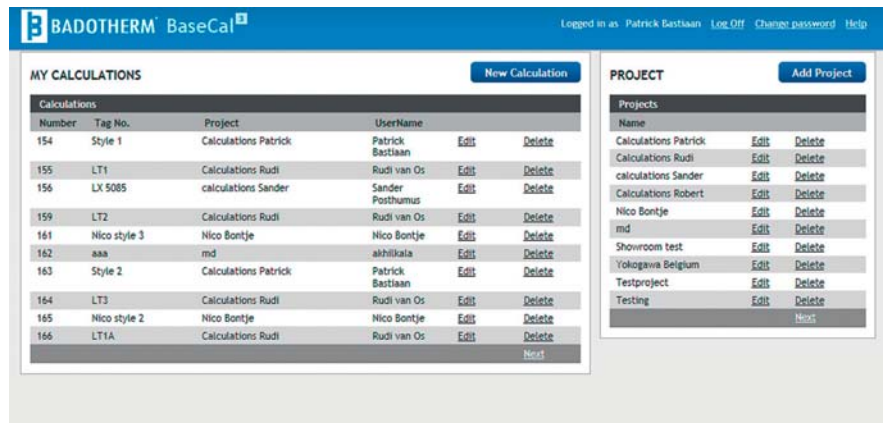 BADOTHERM BaseCal3
Logged in as Patrick Bastiaan Log Off Change password Help
MY CALCULATIONS New Calculation
Calculations
Number Tag No. Project UserName
154 Style 1 Calculations Patrick Patrick Bastiaan Edit Delete
155 LT1 Calculations Rudi Rudi van Os Edit Delete
156 LX 5085 calculations Sander Sander Posthumus Edit Delete
159 LT2 Calculations Rudi Rudi van Os Edit Delete
161 Nico style 3 Nico Bontje Nico Bontje Edit Delete
162 aaa md akhilkala Edit Delete
163 Style 2 Calculations Patrick Patrick Bastiaan Edit Delete
164 LT3 Calculations Rudi Rudi van Os Edit Delete
165 Nico style 2 Nico Bontje Nico Bontje Edit Delete
166 LT1A Calculations Rudi Rudi van Os Edit Delete
Next
PROJECT Add Project
Projects
Name
Calculations Patrick Edit Delete
Calculations Rudi Edit Delete
calculations Sander Edit Delete
Calculations Robert Edit Delete
Nico Bontje Edit Delete
md Edit Delete
Showroom test Edit Delete
Yokogawa Belgium Edit Delete
Testproject Edit Delete
Testing Edit Delete
Next